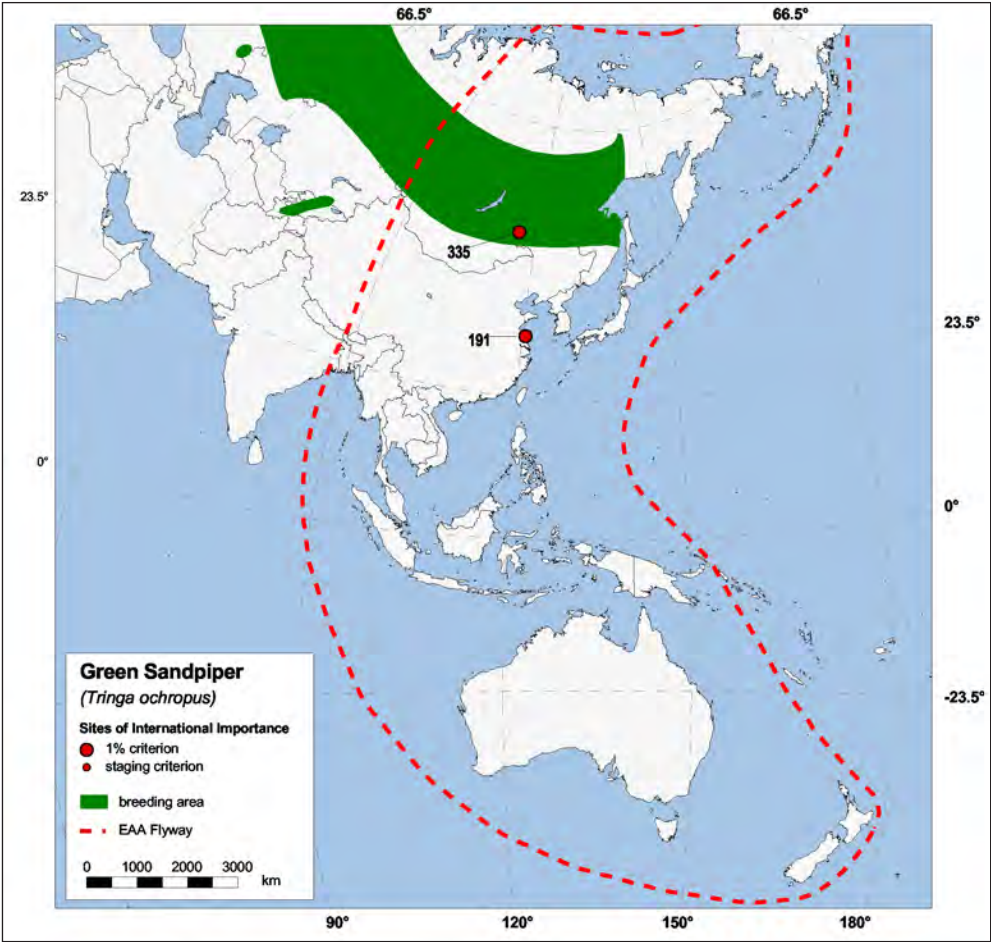 66.5°
66.5°
23.5°
335
23.5°
191
0°
0°
-23.5°
Green Sandpiper
(Tringa ochropus)
Sites of International Importance
1% criterion
staging criterion
breeding area
EAA Flyway
0 1000 2000 3000
km
90°
120°
150°
180°